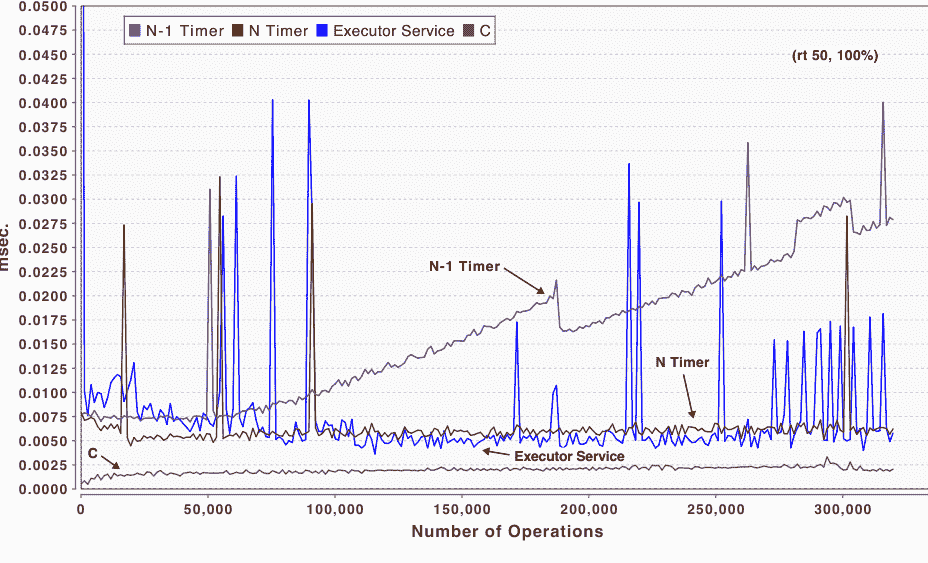 0.0500
N-1 Timer N Timer Executor Service C
0.0475
(rt 50, 100%)
0.0450
0.0425
0.0400
0.0375
0.0350
0.0325
0.0300
0.0275
0.0250
msec.
N-1 Timer
0.0225
0.0200
0.0175
0.0150
N Timer
0.0125
0.0100
0.0075
0.0050
C
Executor Service
0.0025
0.0000
0 50,000 100,000 150,000 200,000 250,000 300,000
Number of Operations